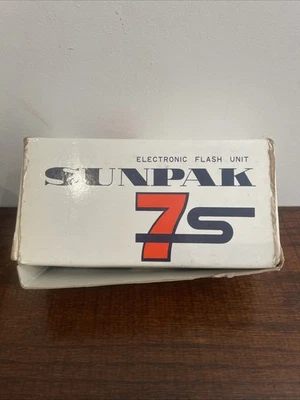 ELECTRONIC FLASH UNIT
SUNPAK
7S